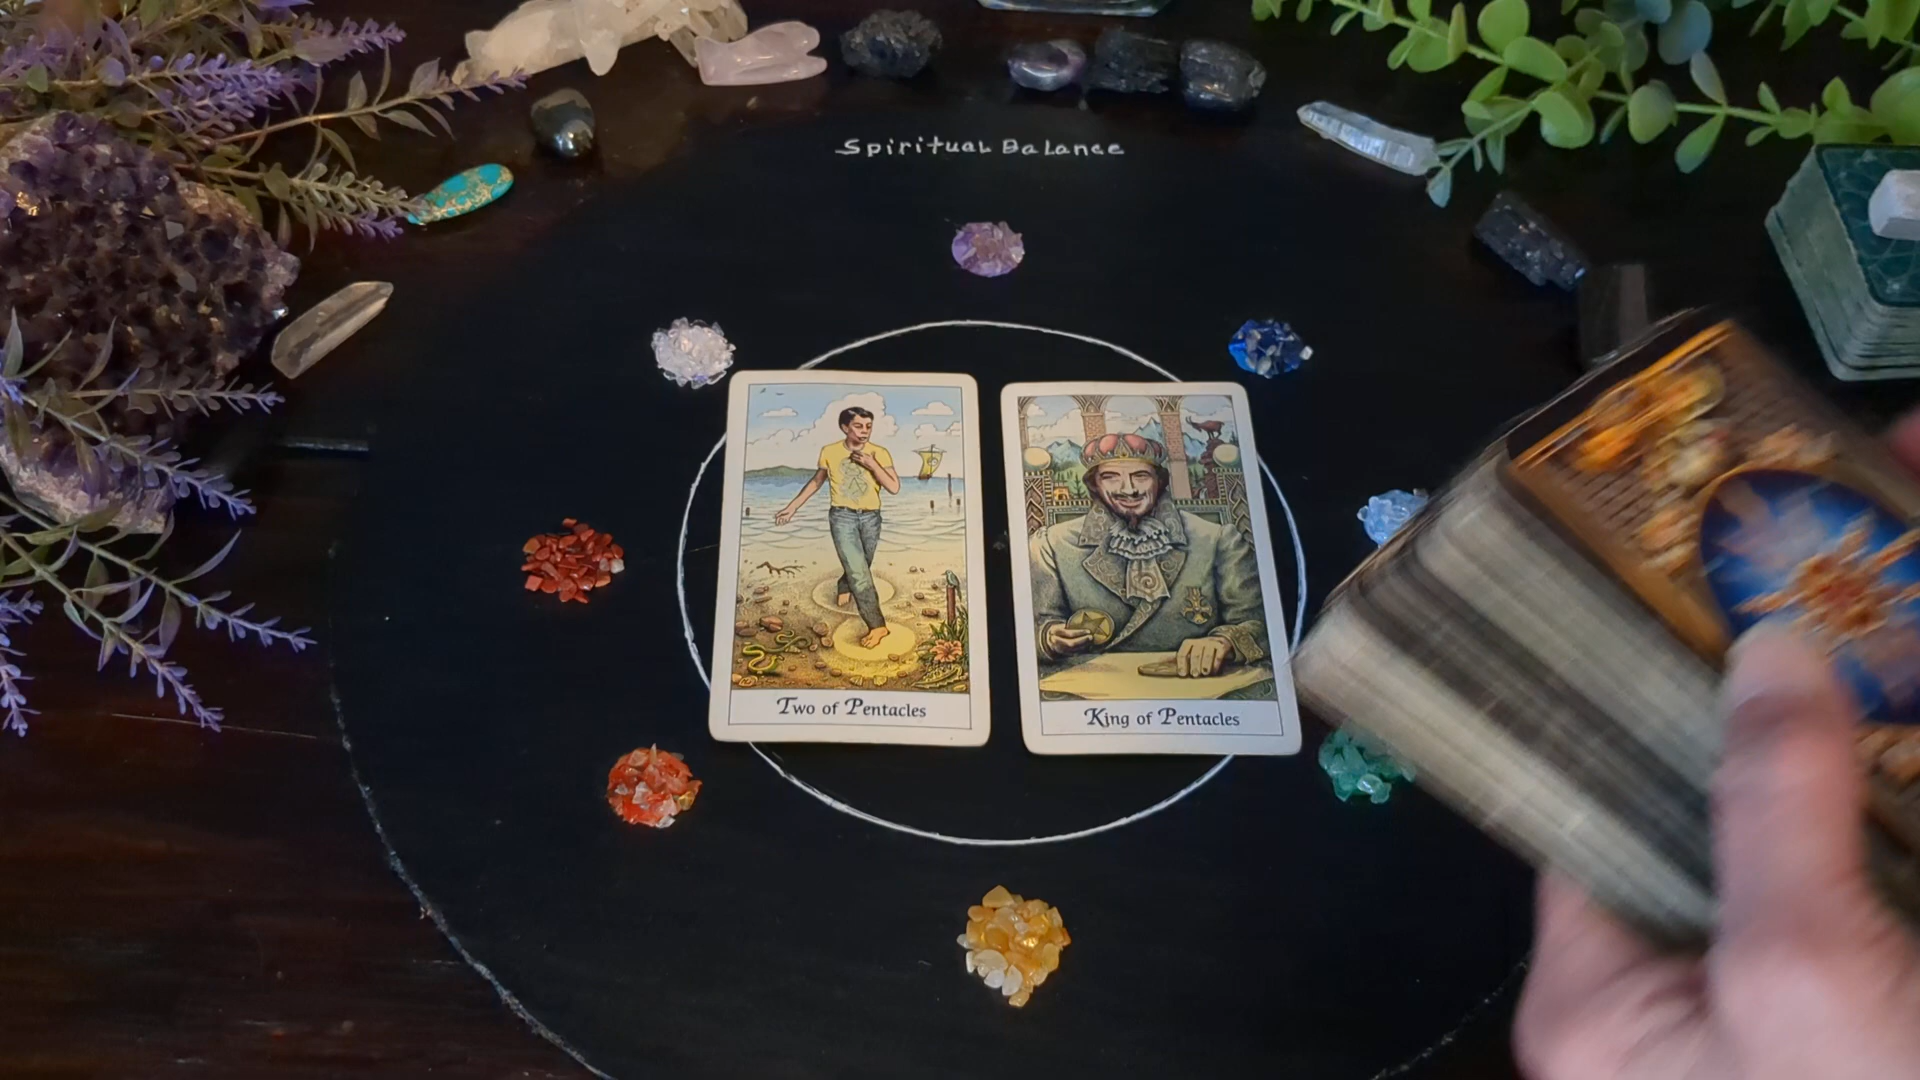 Spiritual Balance
Two of Pentacles
King of Pentacles